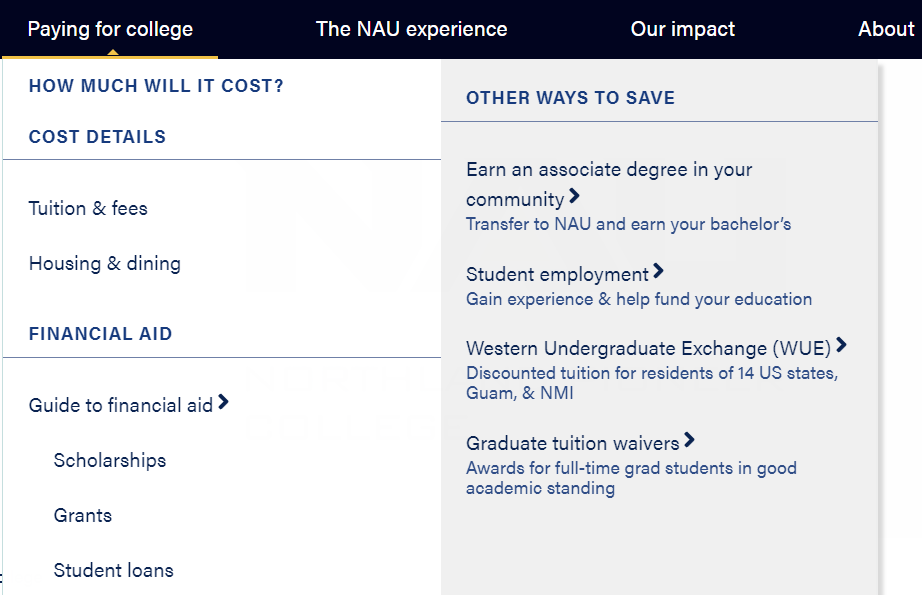 Paying for college
The NAU experience
Our impact
About
HOW MUCH WILL IT COST?
COST DETAILS
Tuition & fees
Housing & dining
FINANCIAL AID
Guide to financial aid
Scholarships
Grants
Student loans
OTHER WAYS TO SAVE
Earn an associate degree in your
community
Transfer to NAU and earn your bachelor’s
Student employment
Gain experience & help fund your education
Western Undergraduate Exchange (WUE)
Discounted tuition for residents of 14 US states,
Guam, & NMI
Graduate tuition waivers
Awards for full-time grad students in good
academic standing